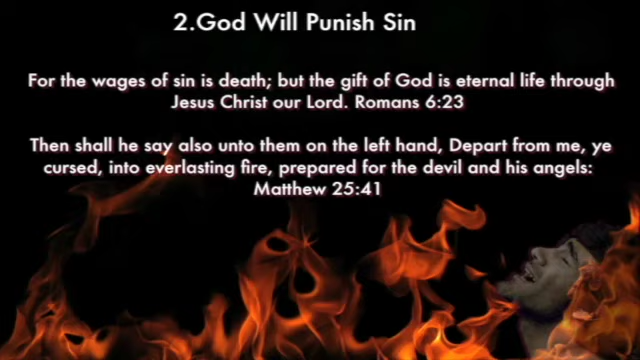 2.God Will Punish Sin
For the wages of sin is death; but the gift of God is eternal life through
Jesus Christ our Lord. Romans 6:23
Then shall he say also unto them on the left hand, Depart from me, ye
cursed, into everlasting fire, prepared for the devil and his angels:
Matthew 25:41